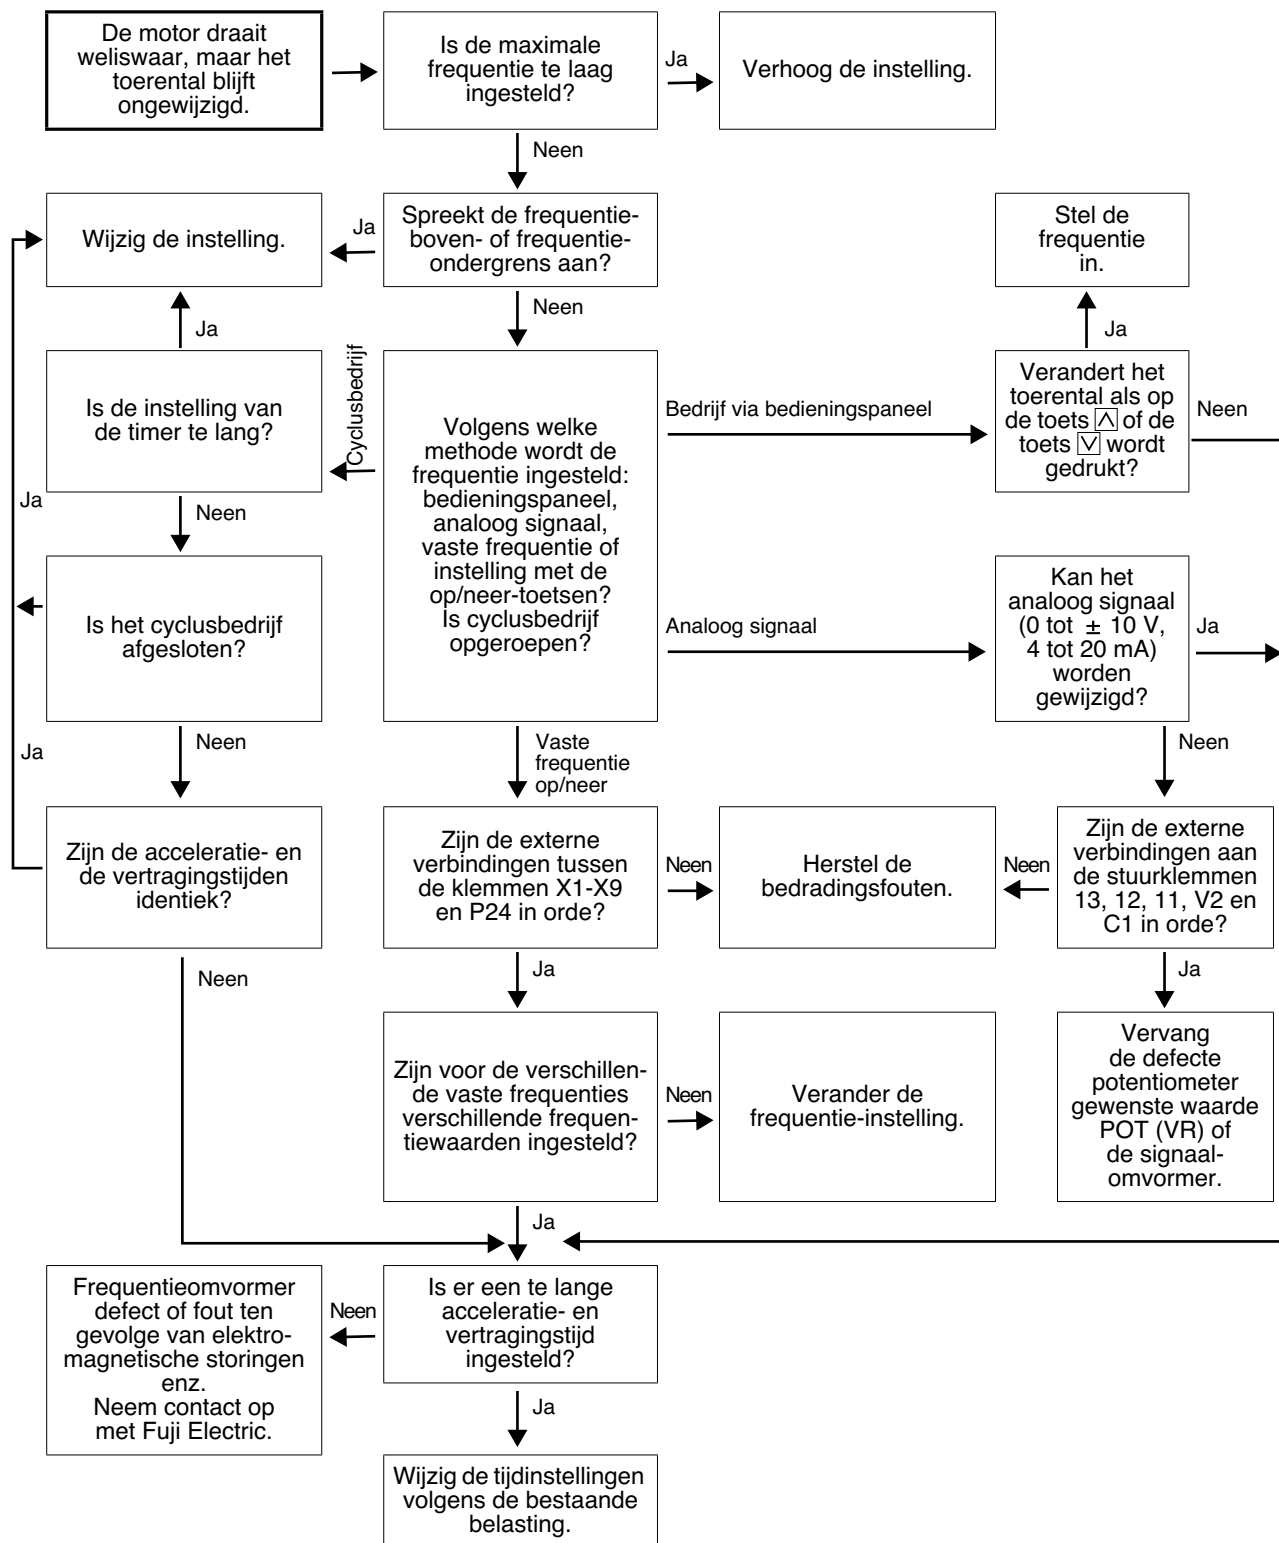 De motor draait
weliswaar, maar het
toerental blijft
ongewijzigd.
Is de maximale
frequentie te laag
ingesteld?
Ja
Verhoog de instelling.
Neen
Wijzig de instelling.
Ja
Spreekt de frequentie-
boven- of frequentie-
ondergrens aan?
Stel de
frequentie
in.
Ja
Neen
Ja
Is de instelling van
de timer te lang?
Cyclusbedrijf
Volgens welke
methode wordt de
frequentie ingesteld:
bedieningspaneel,
analoog signaal,
vaste frequentie of
instelling met de
op/neer-toetsen?
Is cyclusbedrijf
opgeroepen?
Bedrijf via bedieningspaneel
Verandert het
toerental als op
de toets ⋀ of de
toets ⋁ wordt
gedrukt?
Neen
Ja
Neen
Is het cyclusbedrijf
afgesloten?
Analoog signaal
Kan het
analoog signaal
(0 tot ± 10 V,
4 tot 20 mA)
worden
gewijzigd?
Ja
Ja
Neen
Vaste
frequentie
op/neer
Neen
Zijn de acceleratie- en
de vertragingstijden
identiek?
Zijn de externe
verbindingen tussen
de klemmen X1-X9
en P24 in orde?
Neen
Herstel de
bedradingsfouten.
Neen
Zijn de externe
verbindingen aan
de stuurklemmen
13, 12, 11, V2 en
C1 in orde?
Neen
Ja
Ja
Zijn voor de verschillen-
de vaste frequenties
verschillende frequen-
tiewaarden ingesteld?
Neen
Verander de
frequentie-instelling.
Vervang
de defecte
potentiometer
gewenste waarde
POT (VR) of
de signaal-
omvormer.
Ja
Frequentieomvormer
defect of fout ten
gevolge van elektro-
magnetische storingen
enz.
Neem contact op
met Fuji Electric.
Neen
Is er een te lange
acceleratie- en
vertragingstijd
ingesteld?
Ja
Wijzig de tijdinstellingen
volgens de bestaande
belasting.